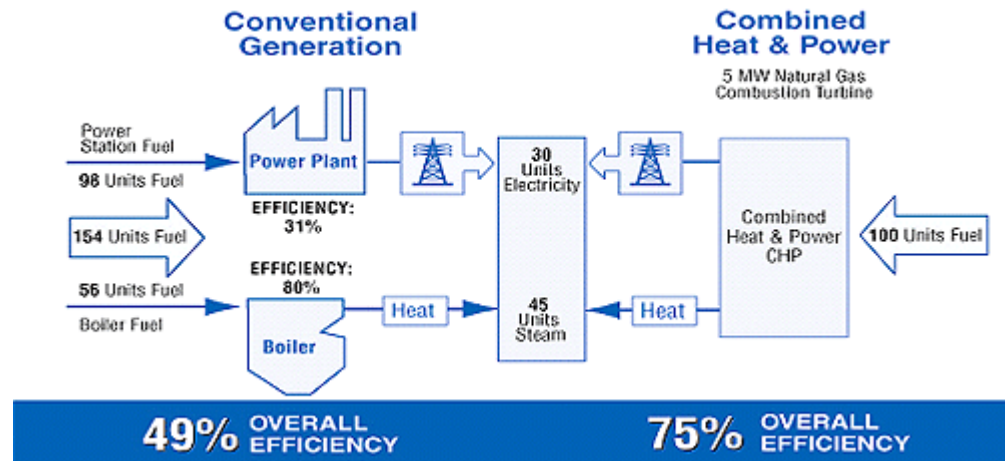 Conventional
Generation
Combined
Heat & Power
5 MW Natural Gas
Combustion Turbine
Power
Station Fuel
98 Units Fuel
Power Plant
EFFICIENCY:
31%
154 Units Fuel
EFFICIENCY:
80%
56 Units Fuel
Boiler Fuel
Boiler
Heat
30
Units
Electricity
45
Units
Steam
Heat
Combined
Heat & Power
CHP
100 Units Fuel
49% OVERALL
EFFICIENCY
75% OVERALL
EFFICIENCY